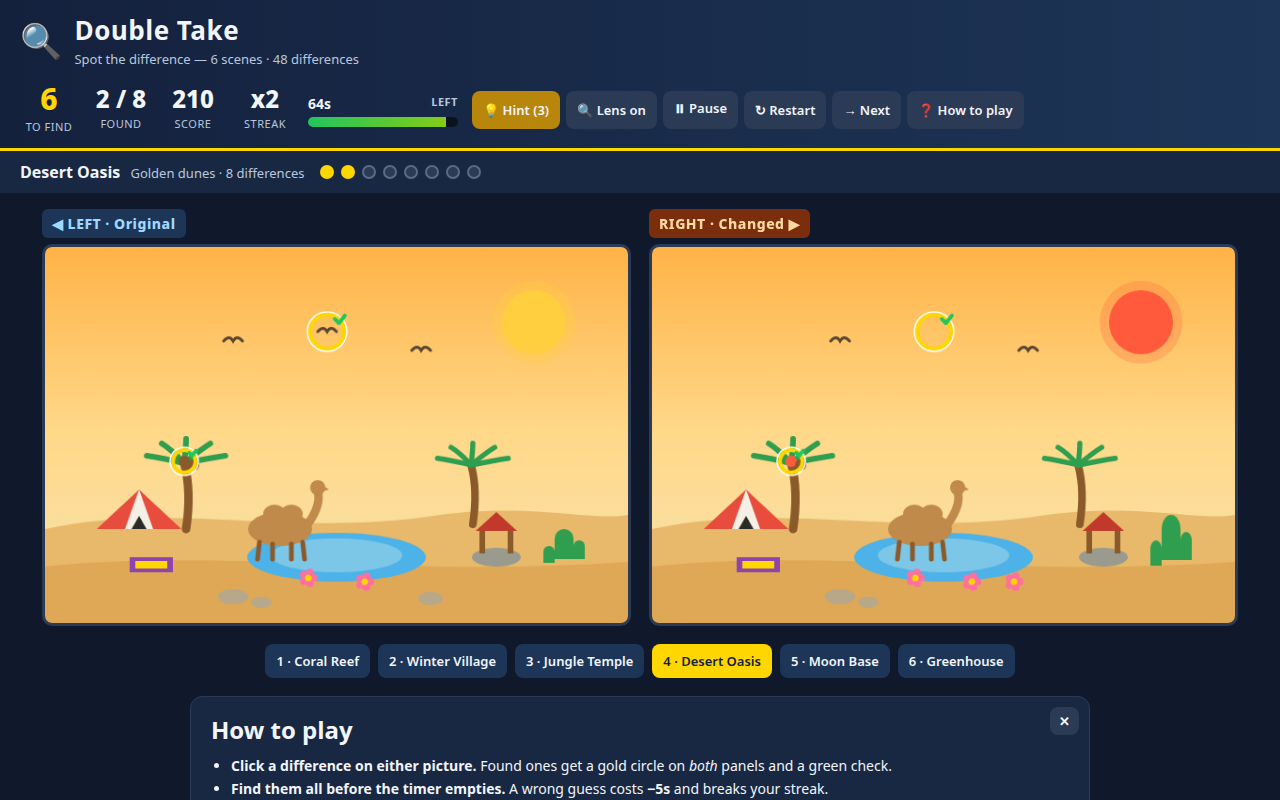 Double Take
Spot the difference — 6 scenes · 48 differences
6
TO FIND
2 / 8
FOUND
210
SCORE
x2
STREAK
64s
LEFT
💡 Hint (3)
🔍 Lens on
⏸ Pause
↻ Restart
→ Next
❓ How to play
Desert Oasis
Golden dunes · 8 differences
◀ LEFT · Original
RIGHT · Changed ▶
1 · Coral Reef
2 · Winter Village
3 · Jungle Temple
4 · Desert Oasis
5 · Moon Base
6 · Greenhouse
How to play
×
• Click a difference on either picture. Found ones get a gold circle on both panels and a green check.
• Find them all before the timer empties. A wrong guess costs −5s and breaks your streak.